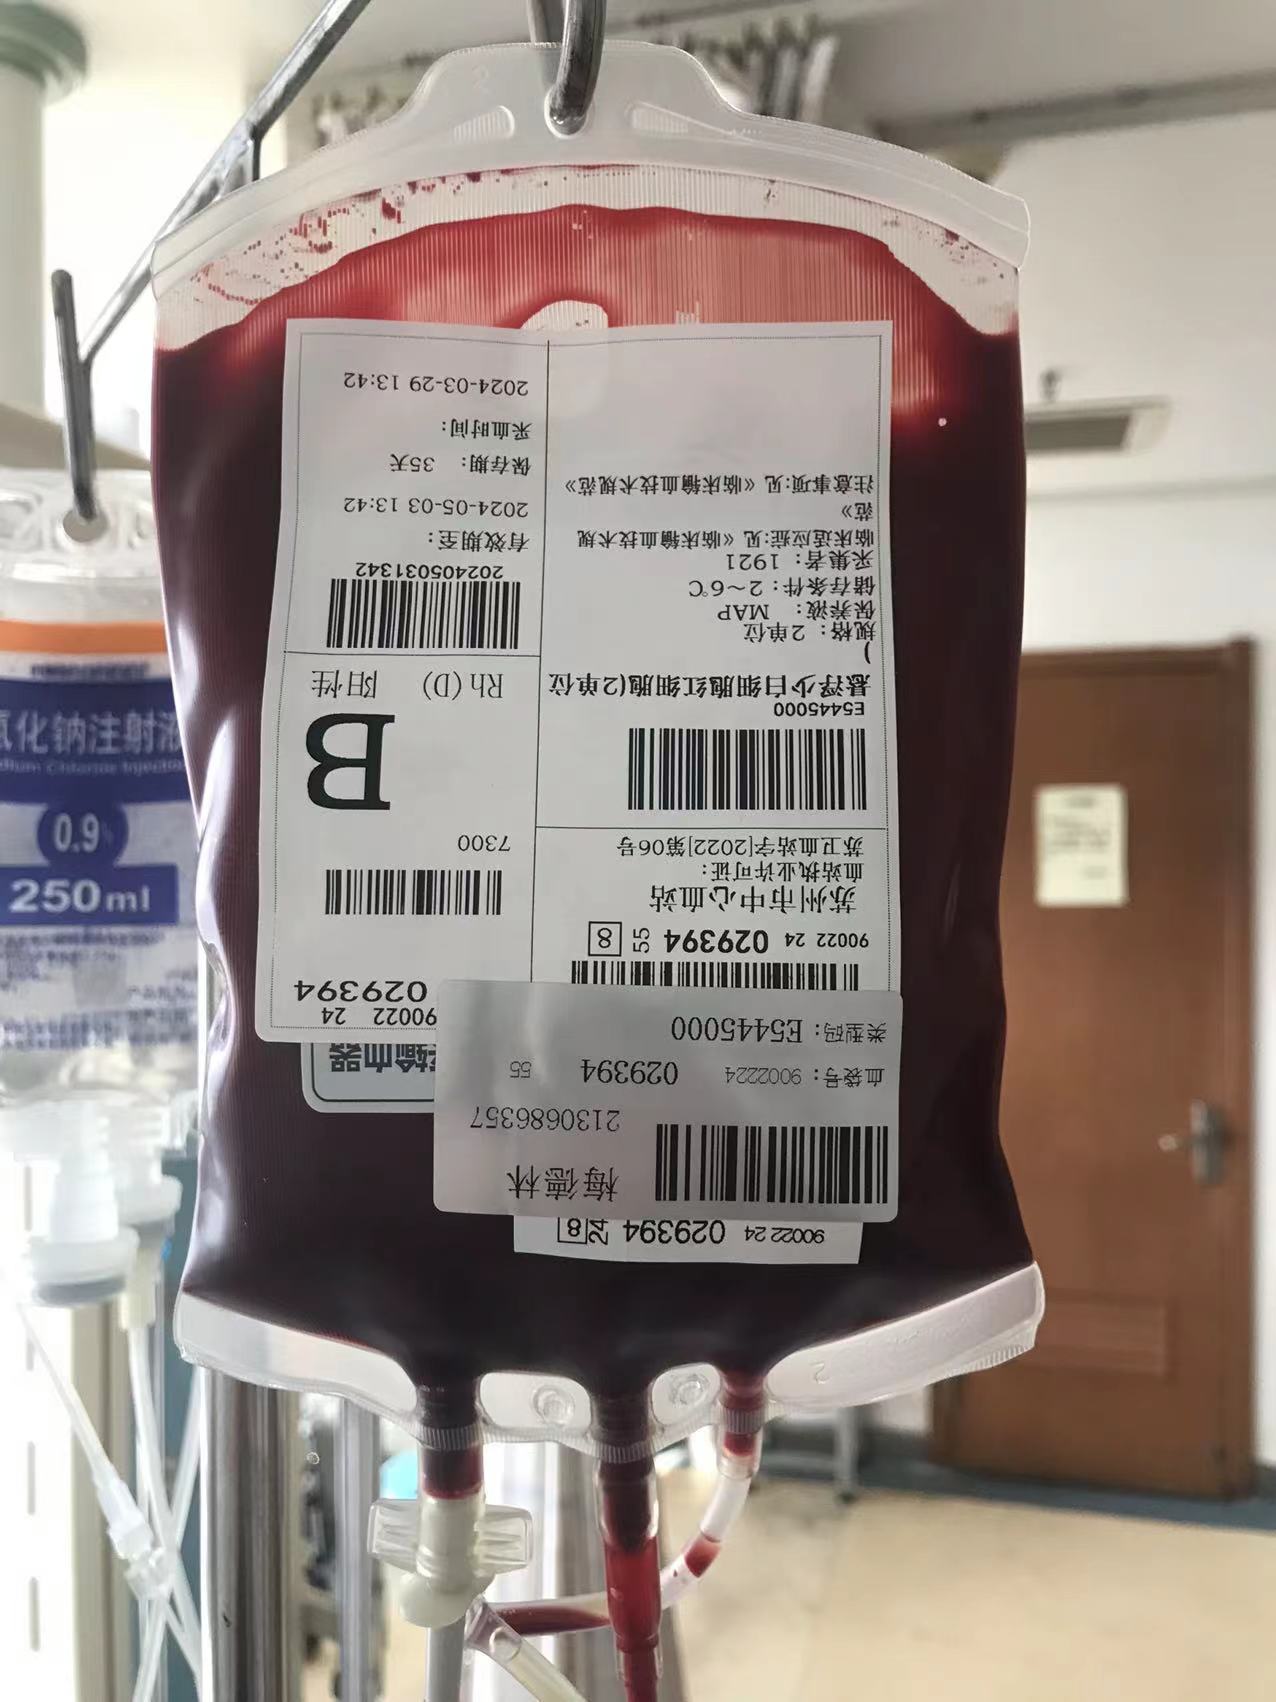 90022 24 029394 24 8
梅德林
2130686357
血袋号: 9002224 029394 55
类型码: E5445000
90022 24 029394 55 8
苏州市中心血站
血站执业许可证:
苏卫血站字[2022]第06号
E5445000
悬浮少白细胞红细胞(2单位
)
规格: 2单位
保养液: MAP
储存条件: 2~6℃
采集者: 1921
临床适应症:见《临床输血技术规
范》
注意事项:见《临床输血技术规范》
90022 24
029394
7300
B
Rh(D) 阳性
202405031342
有效期至:
2024-05-03 13:42
保存期: 35天
采血时间:
2024-03-29 13:42
输血器
氯化钠注射液
Sodium Chloride Injection
0.9%
250ml